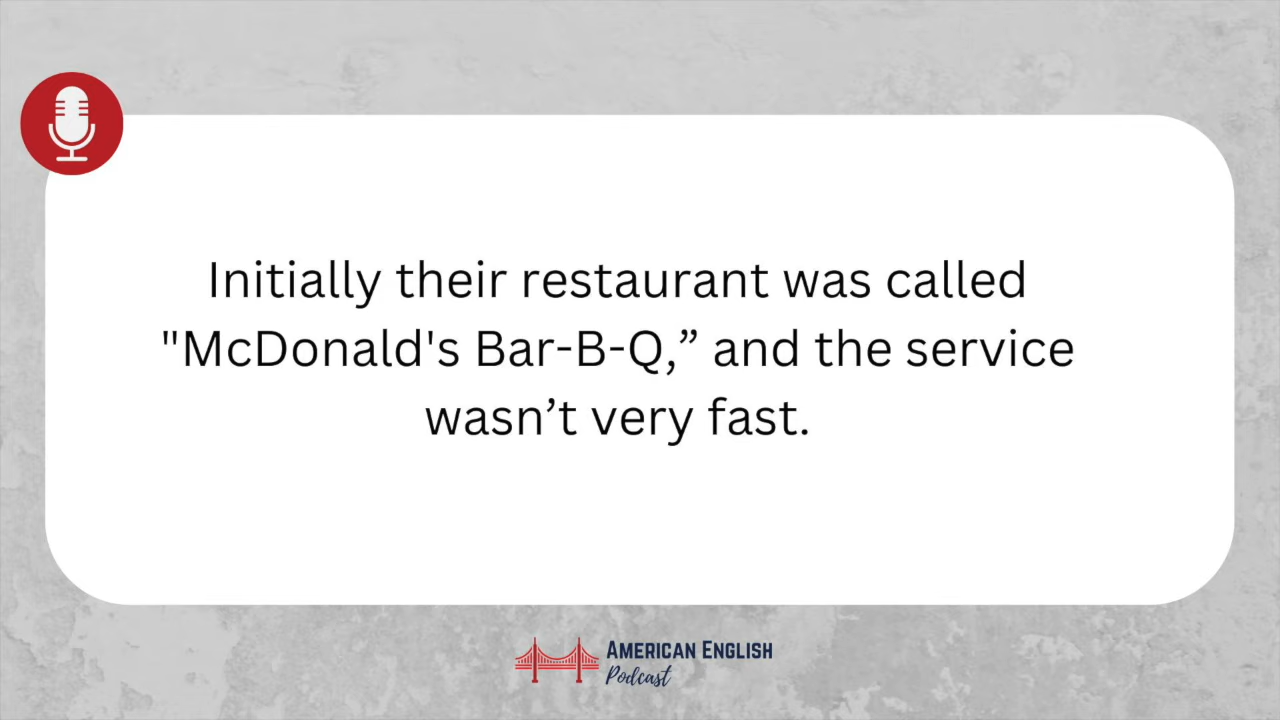 Initially their restaurant was called
"McDonald's Bar-B-Q,” and the service
wasn’t very fast.
American English
Podcast